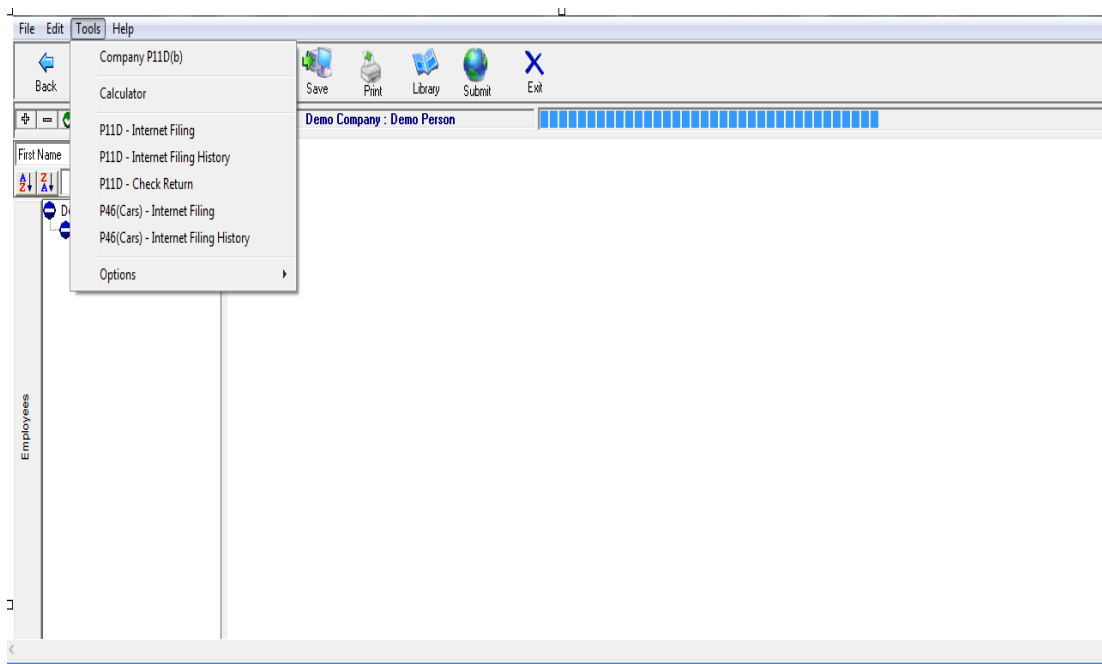 File Edit Tools Help
Company P11D(b)
Calculator
P11D - Internet Filing
P11D - Internet Filing History
P11D - Check Return
P46(Cars) - Internet Filing
P46(Cars) - Internet Filing History
Options
Back Save Print Library Submit Exit
Demo Company : Demo Person
First Name
Employees